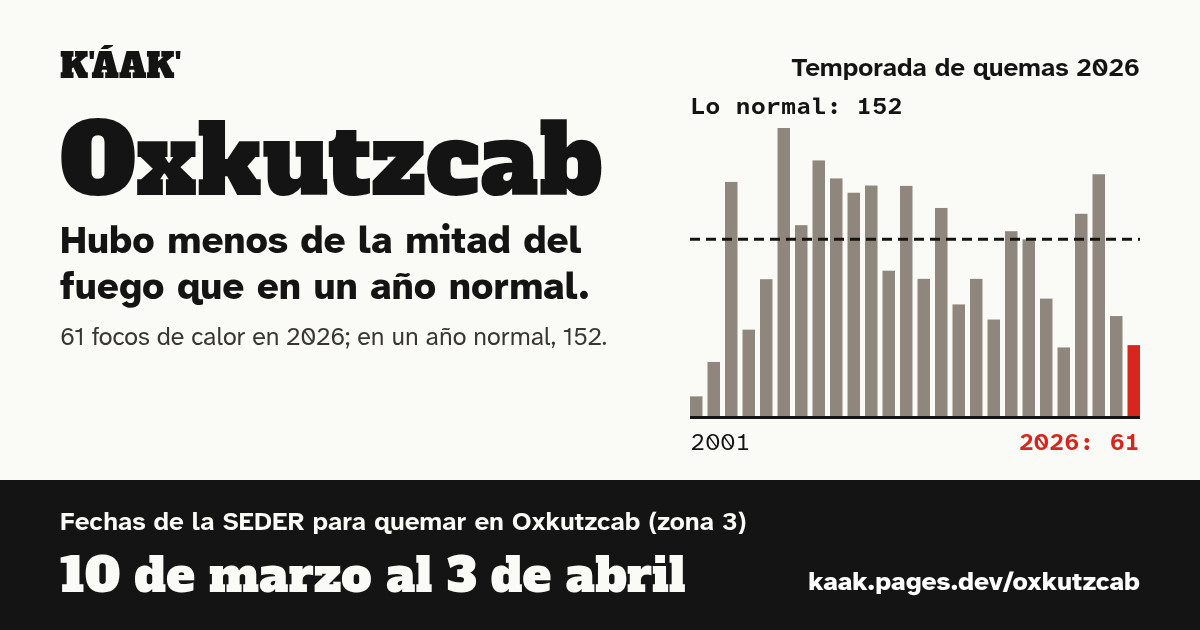 K'ÁAK'
Oxkutzcab
Hubo menos de la mitad del
fuego que en un año normal.
61 focos de calor en 2026; en un año normal, 152.
Temporada de quemas 2026
Lo normal: 152
2001
2026: 61
Fechas de la SEDER para quemar en Oxkutzcab (zona 3)
10 de marzo al 3 de abril
kaak.pages.dev/oxkutzcab